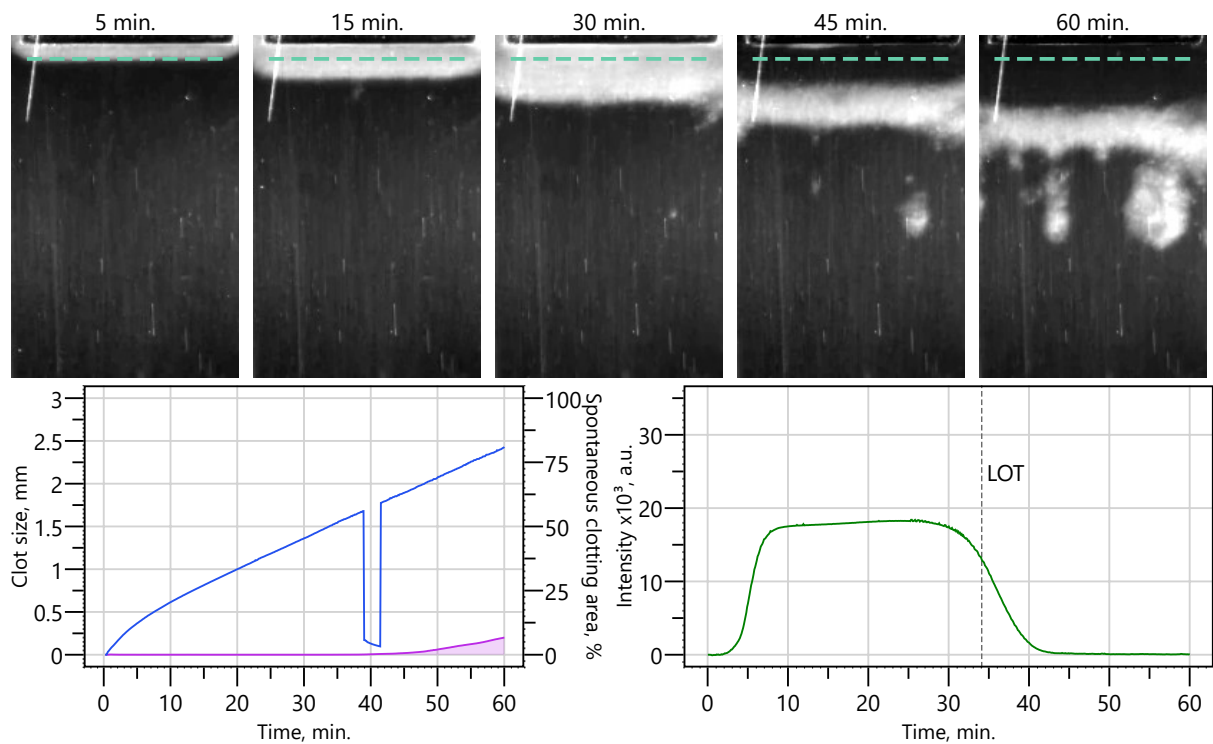 5 min.
15 min.
30 min.
45 min.
60 min.
3
2.5
2
1.5
1
0.5
0
Clot size, mm
100
75
50
25
0
Spontaneous clotting area, %
0 10 20 30 40 50 60
Time, min.
30
20
10
0
Intensity x10³, a.u.
LOT
0 10 20 30 40 50 60
Time, min.